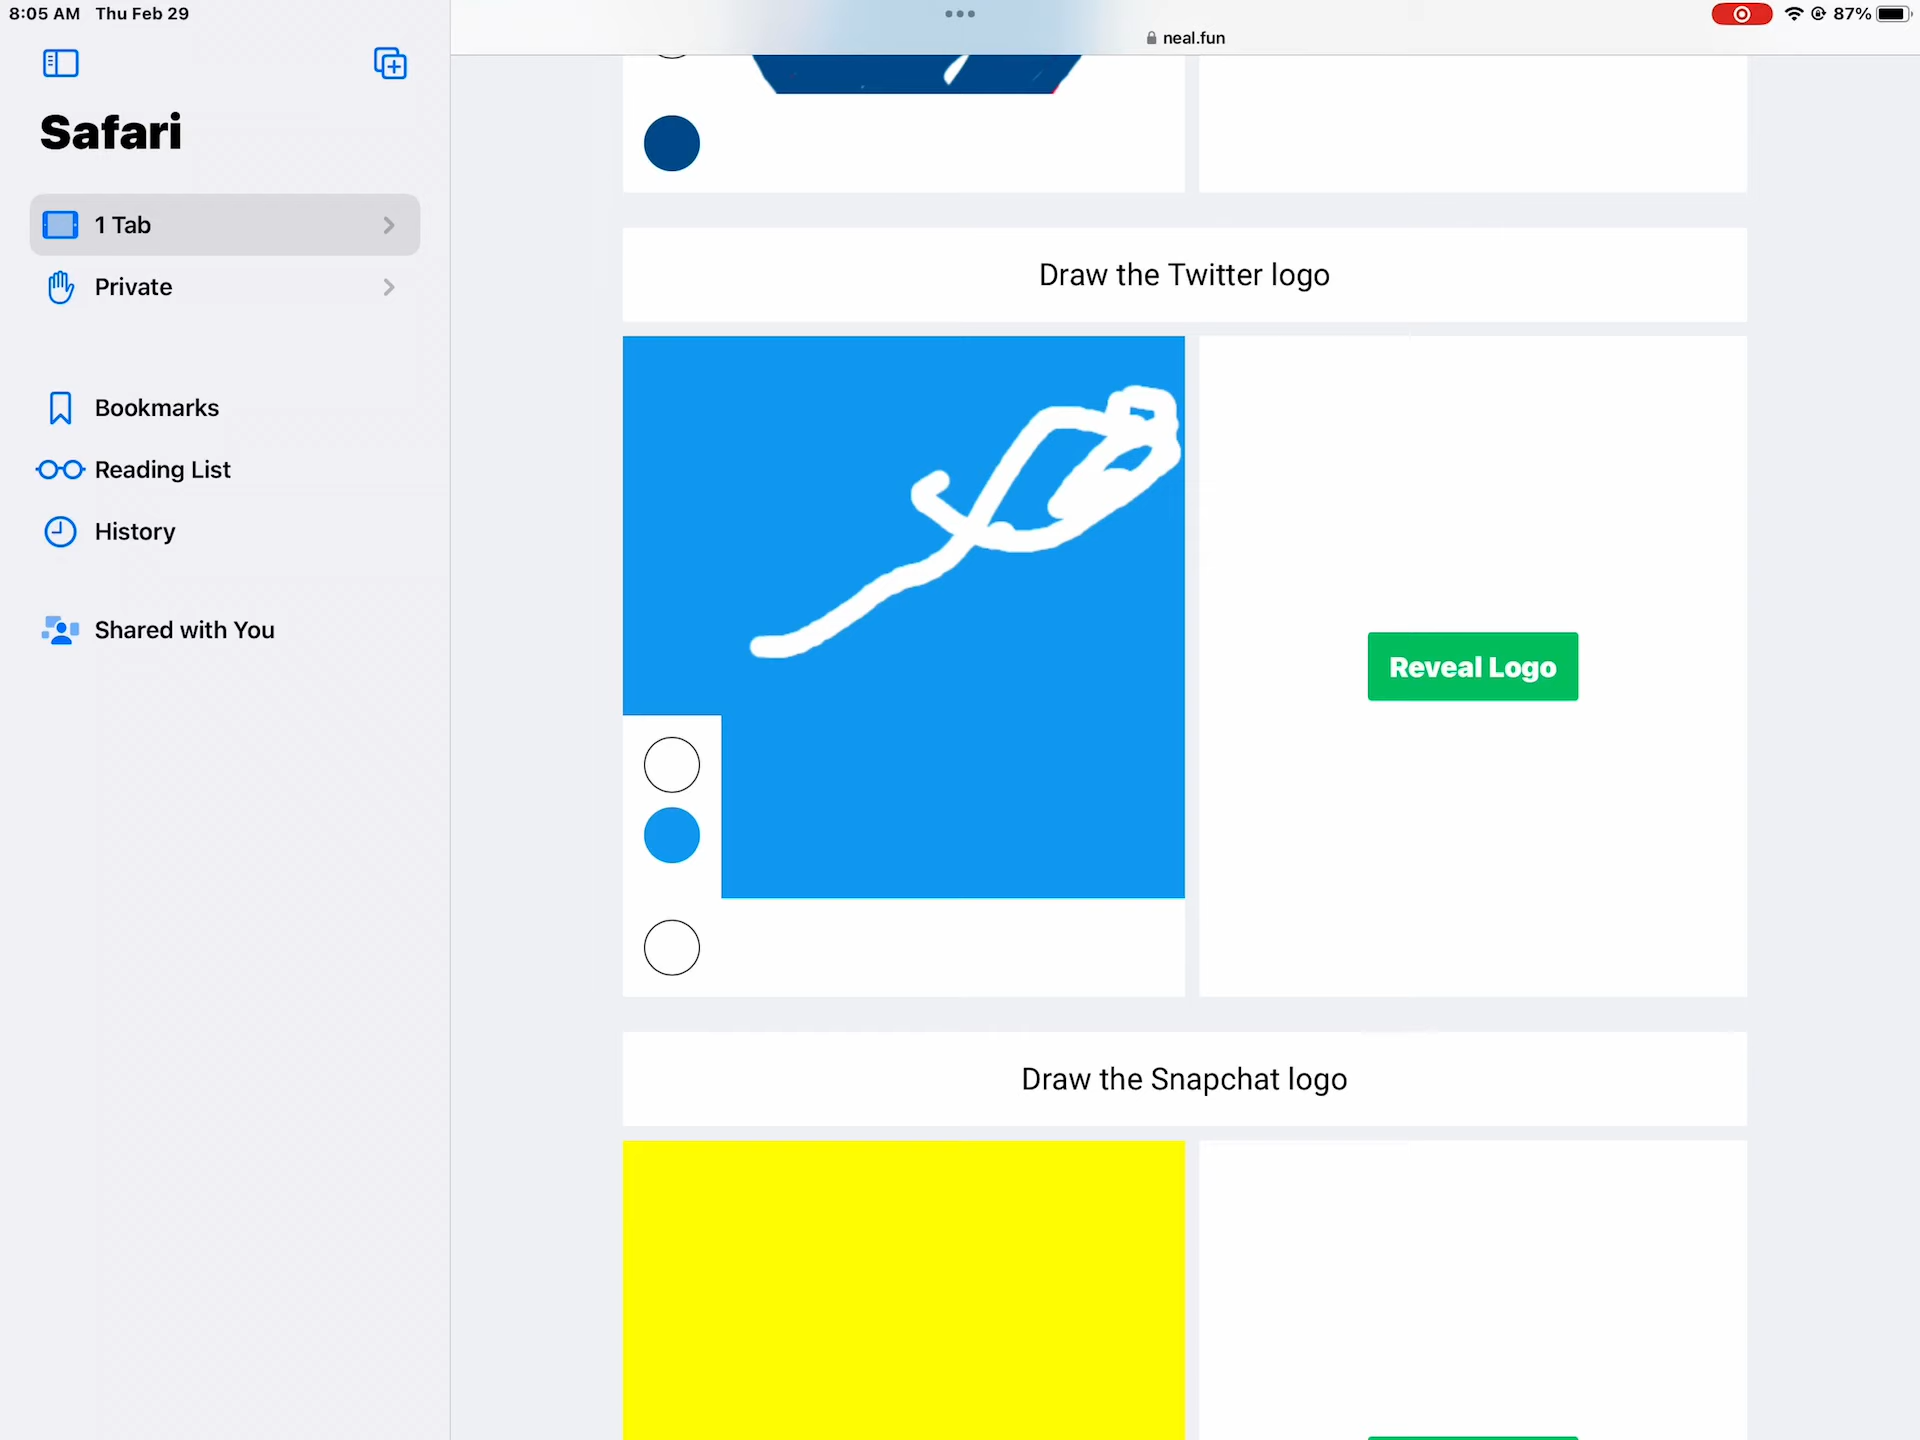 8:05 AM Thu Feb 29
87%
neal.fun
Safari
1 Tab
Private
Bookmarks
Reading List
History
Shared with You
Draw the Twitter logo
Reveal Logo
Draw the Snapchat logo